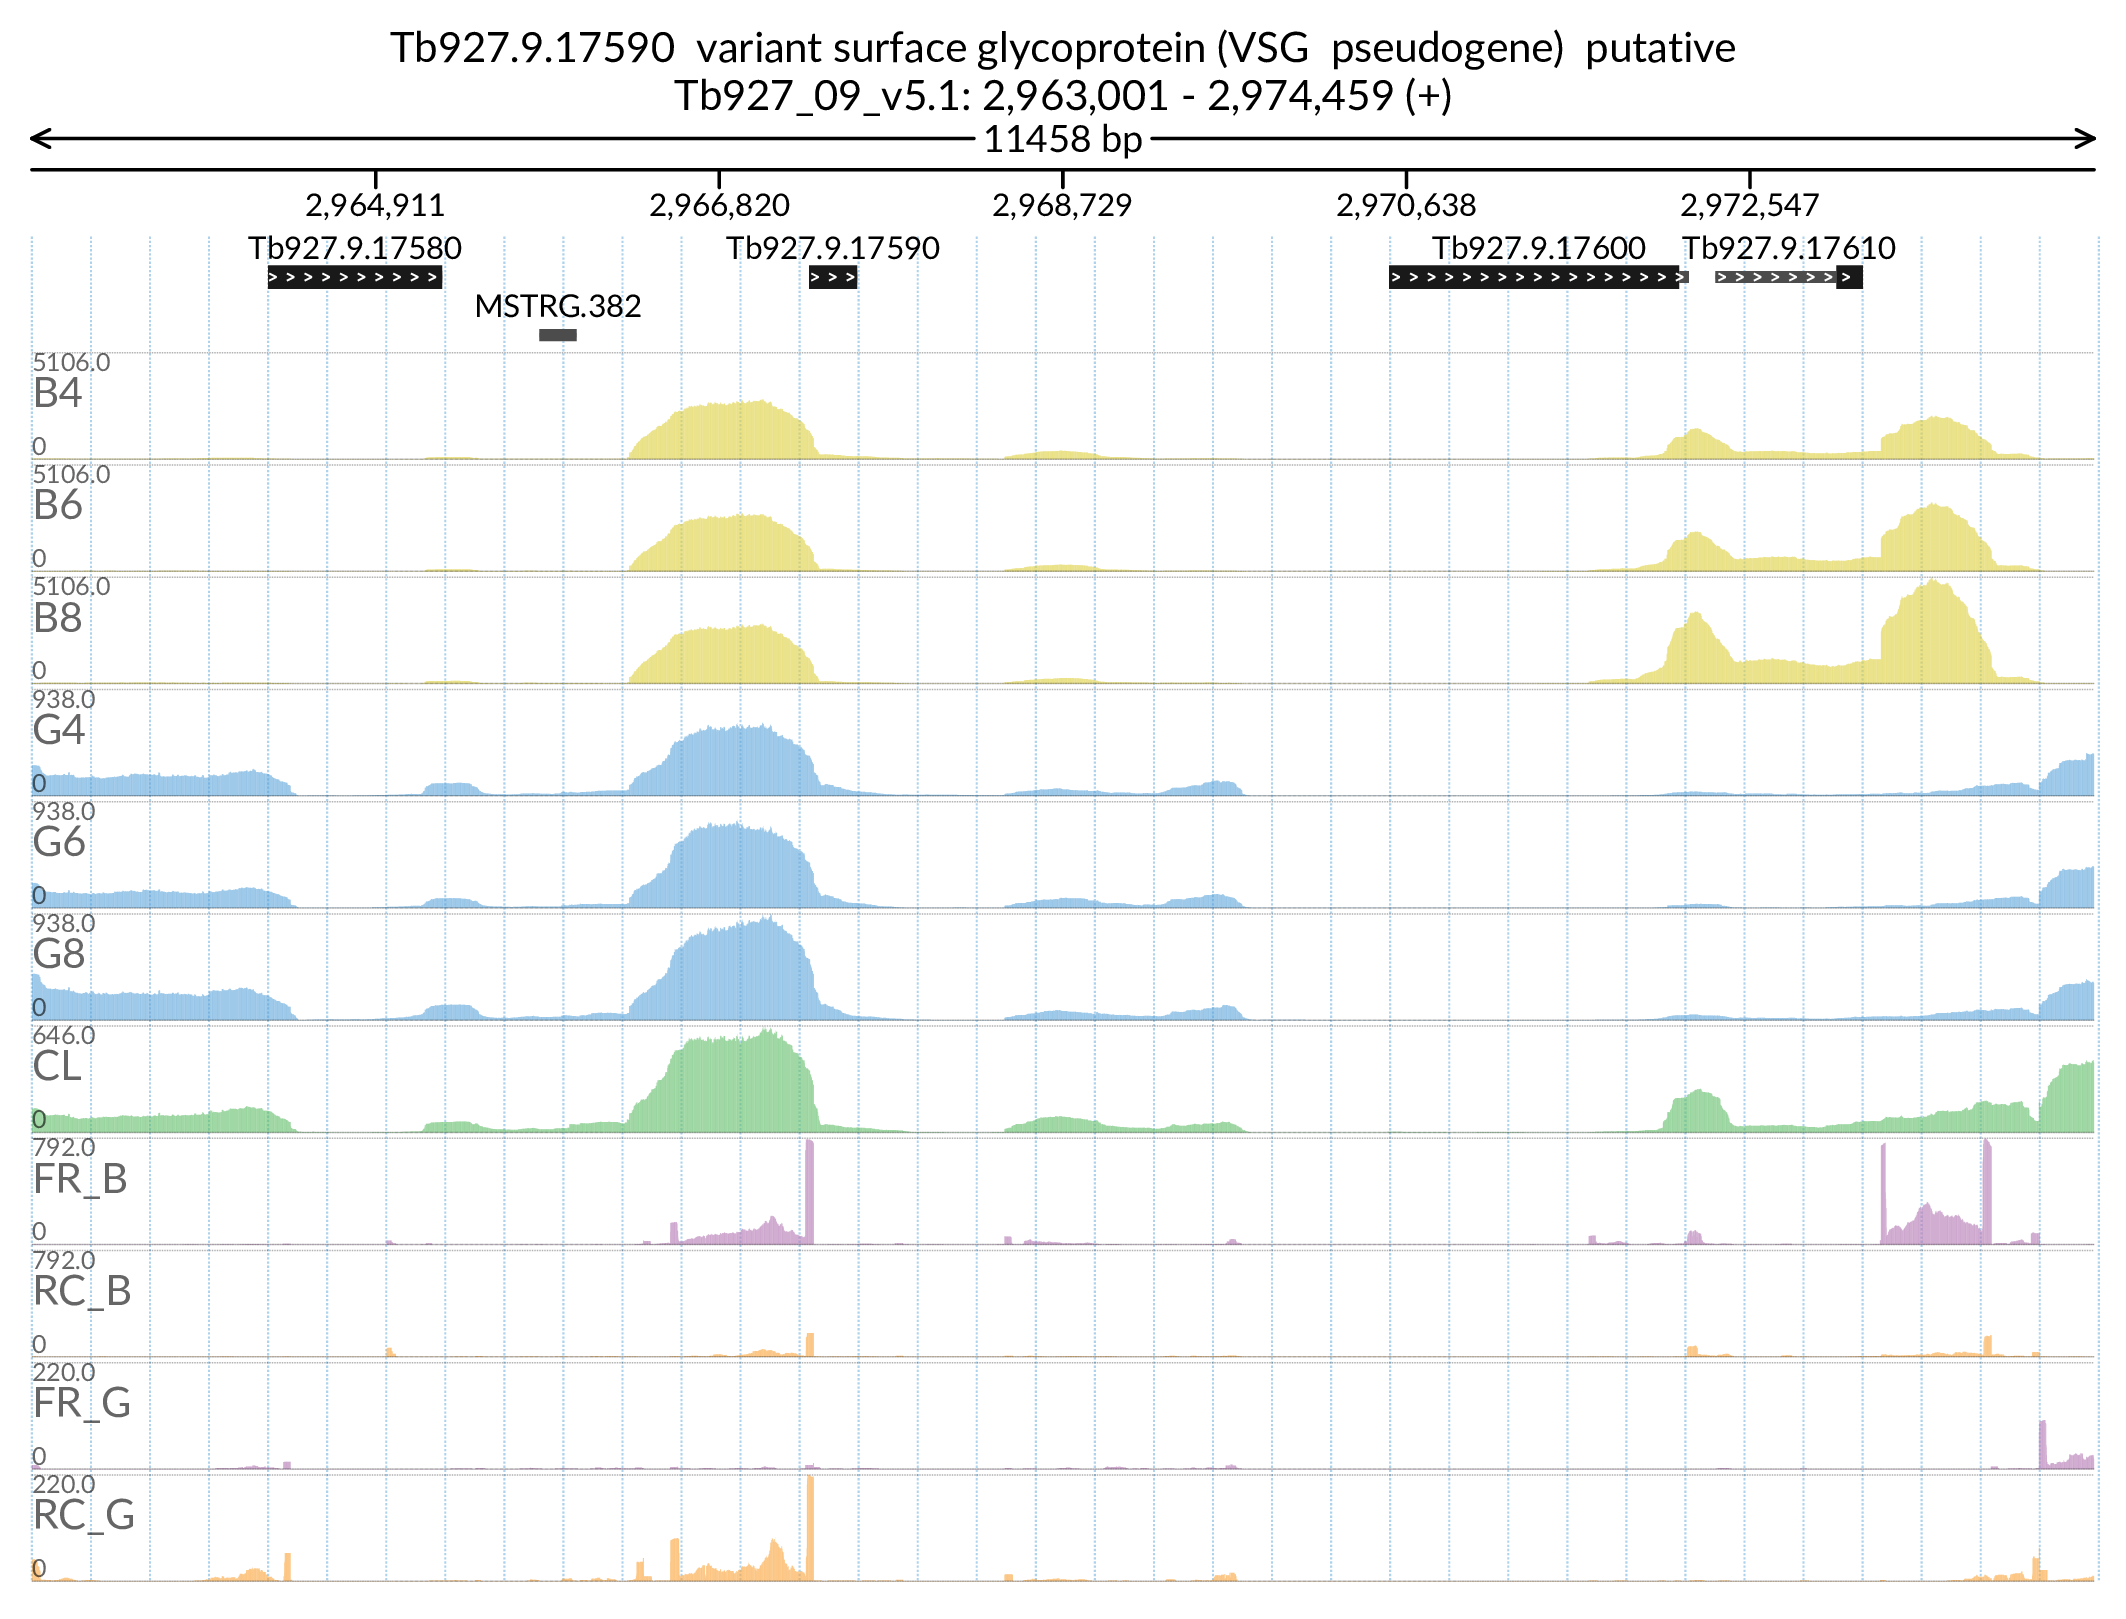 Tb927.9.17590  variant surface glycoprotein (VSG  pseudogene)  putative
Tb927_09_v5.1: 2,963,001 - 2,974,459 (+)
11458 bp
2,964,911 2,966,820 2,968,729 2,970,638 2,972,547
Tb927.9.17580 Tb927.9.17590 Tb927.9.17600 Tb927.9.17610
MSTRG.382
5106.0
B4
0
5106.0
B6
0
5106.0
B8
0
938.0
G4
0
938.0
G6
0
938.0
G8
0
646.0
CL
0
792.0
FR_B
0
792.0
RC_B
0
220.0
FR_G
0
220.0
RC_G
0